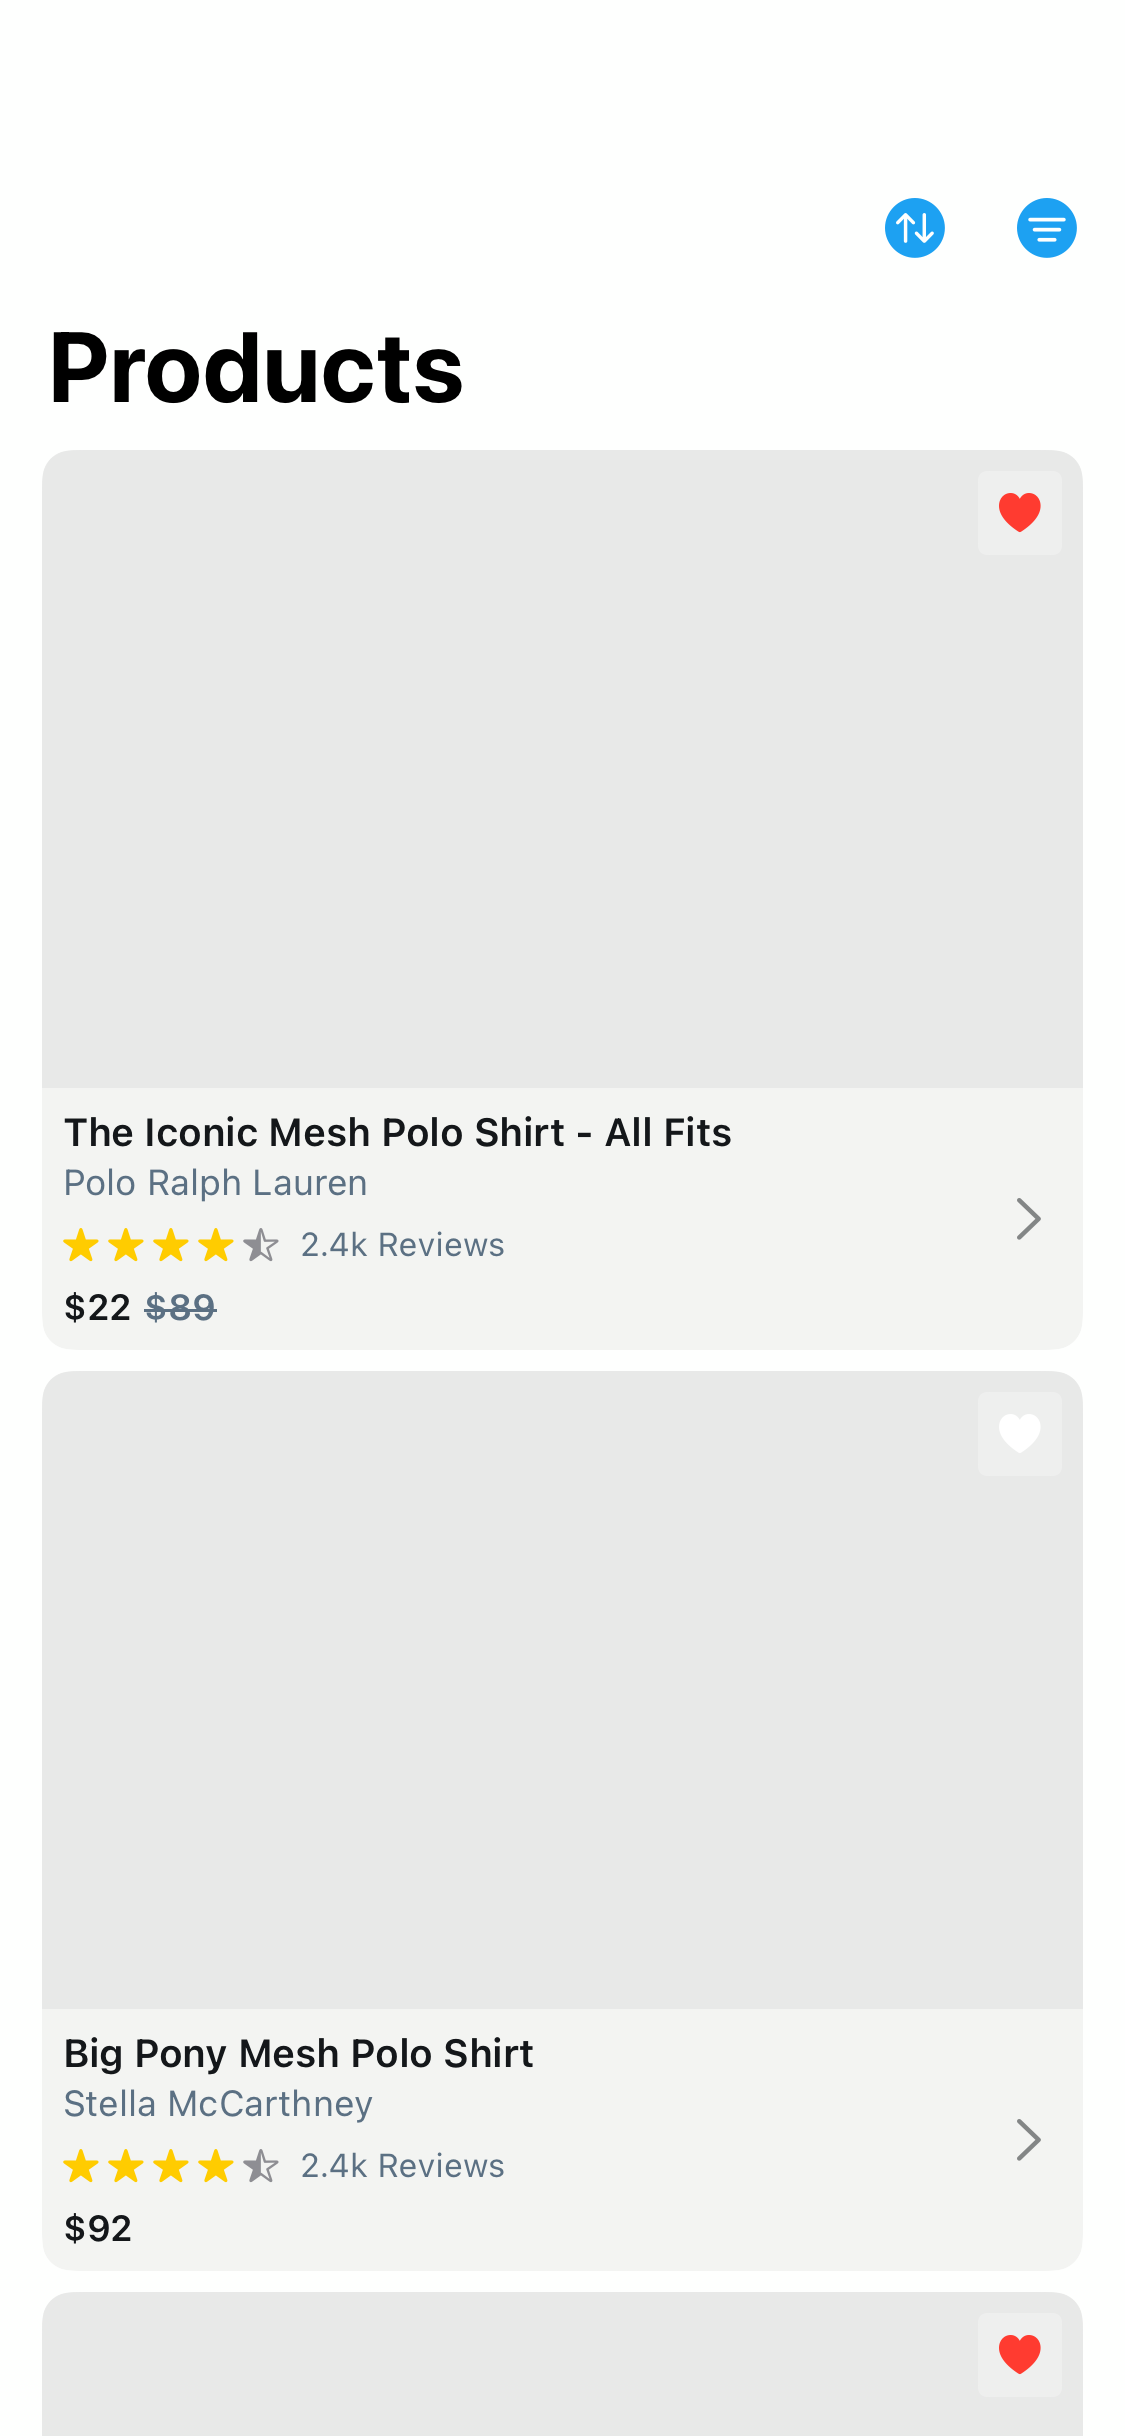 Products
The Iconic Mesh Polo Shirt - All Fits
Polo Ralph Lauren
2.4k Reviews
$22 $89
Big Pony Mesh Polo Shirt
Stella McCarthney
2.4k Reviews
$92